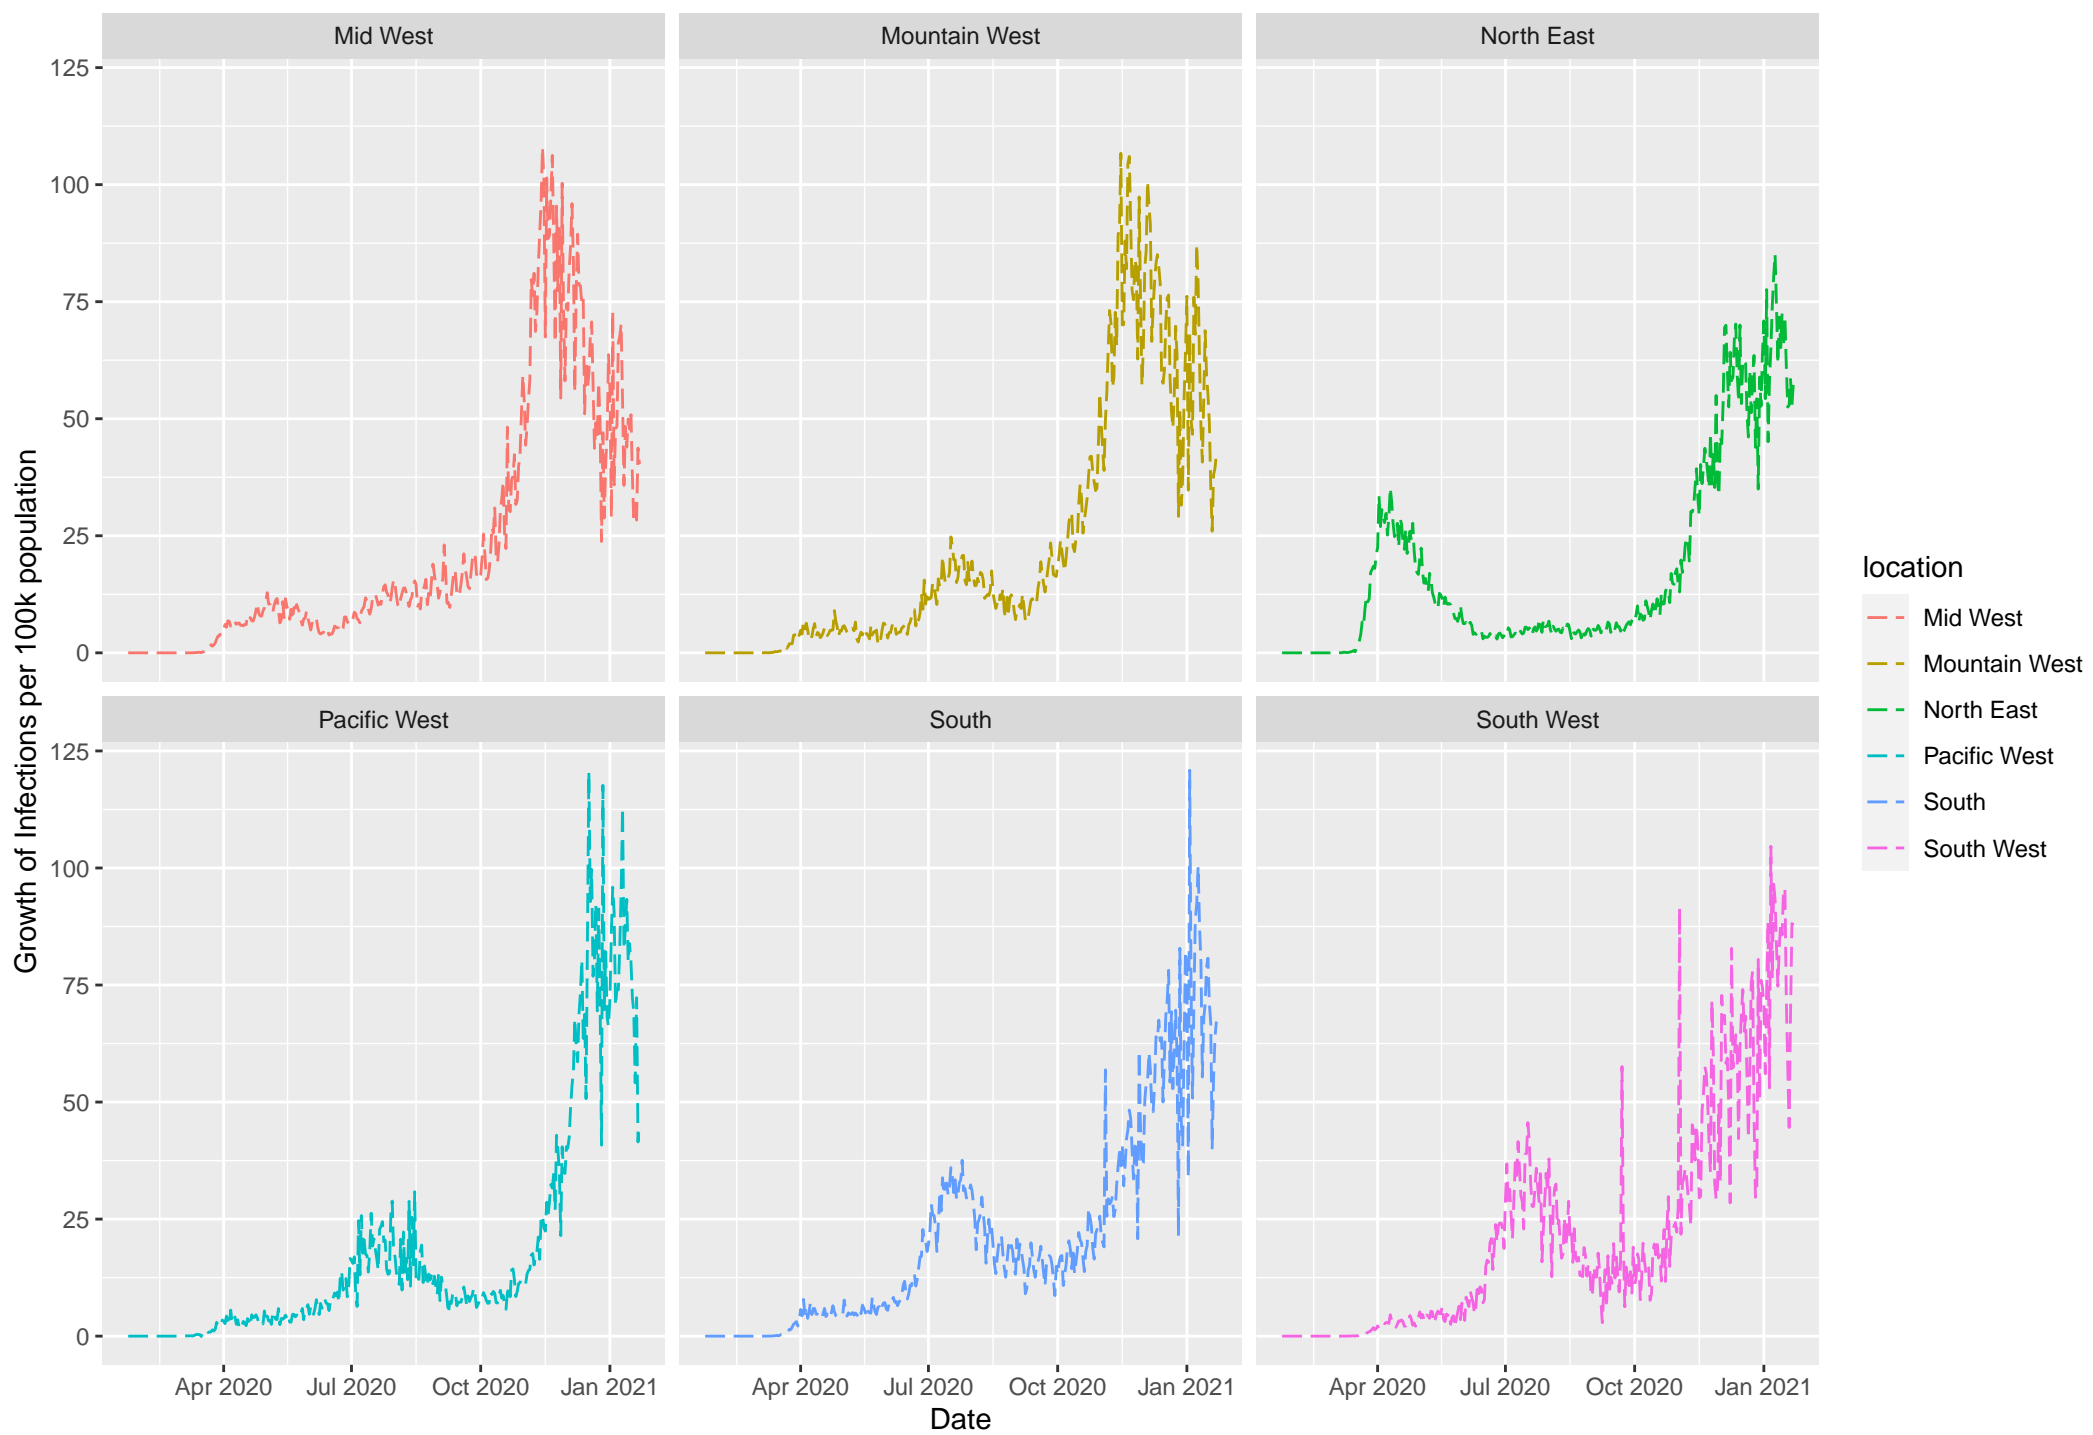 Mid West
Mountain West
North East
125
100
75
50
25
0
Pacific West
South
South West
125
100
75
50
25
0
Apr 2020 Jul 2020 Oct 2020 Jan 2021
Apr 2020 Jul 2020 Oct 2020 Jan 2021
Apr 2020 Jul 2020 Oct 2020 Jan 2021
Date
Growth of Infections per 100k population
location
Mid West
Mountain West
North East
Pacific West
South
South West